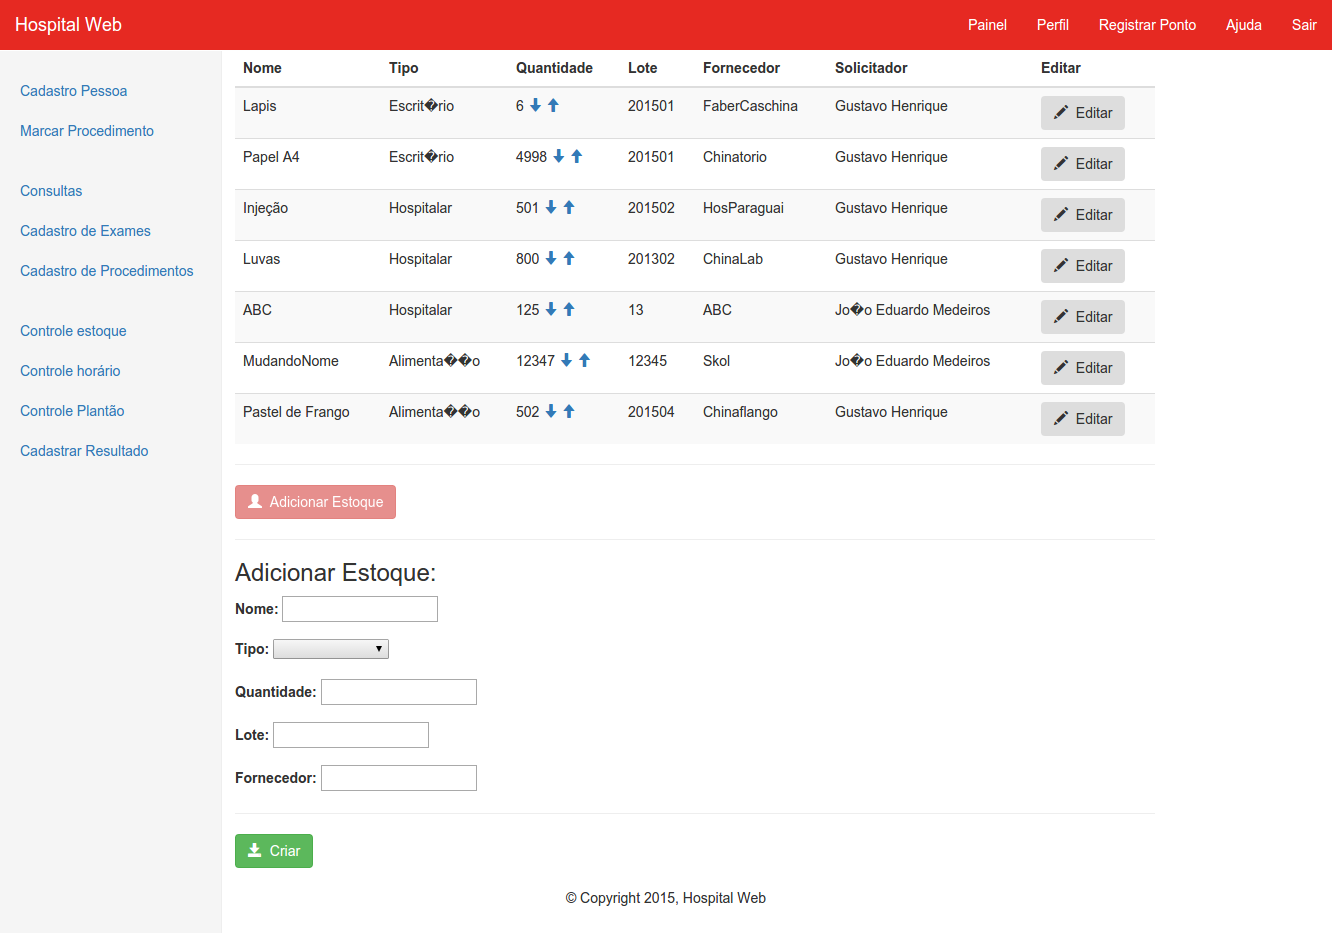 Hospital Web Painel Perfil Registrar Ponto Ajuda Sair
Cadastro Pessoa
Marcar Procedimento
Consultas
Cadastro de Exames
Cadastro de Procedimentos
Controle estoque
Controle horário
Controle Plantão
Cadastrar Resultado
Nome Tipo Quantidade Lote Fornecedor Solicitador Editar
Lapis Escrit�rio 6 201501 FaberCaschina Gustavo Henrique Editar
Papel A4 Escrit�rio 4998 201501 Chinatorio Gustavo Henrique Editar
Injeção Hospitalar 501 201502 HosParaguai Gustavo Henrique Editar
Luvas Hospitalar 800 201302 ChinaLab Gustavo Henrique Editar
ABC Hospitalar 125 13 ABC Jo�o Eduardo Medeiros Editar
MudandoNome Alimenta��o 12347 12345 Skol Jo�o Eduardo Medeiros Editar
Pastel de Frango Alimenta��o 502 201504 Chinaflango Gustavo Henrique Editar
Adicionar Estoque
Adicionar Estoque:
Nome:
Tipo:
Quantidade:
Lote:
Fornecedor:
Criar
© Copyright 2015, Hospital Web